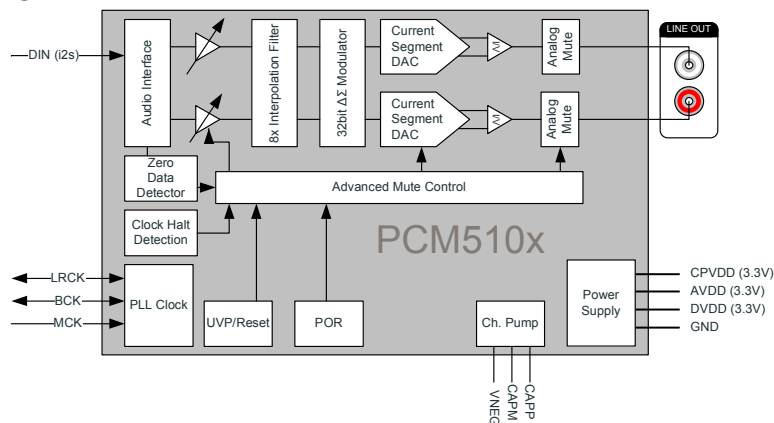 LINE OUT
DIN (i2s)
Audio Interface
8x Interpolation Filter
32bit ΔΣ Modulator
Current
Segment
DAC
Analog
Mute
Current
Segment
DAC
Analog
Mute
Zero
Data
Detector
Advanced Mute Control
Clock Halt
Detection
PCM510x
LRCK
BCK
MCK
PLL Clock
UVP/Reset
POR
Ch. Pump
Power
Supply
CPVDD (3.3V)
AVDD (3.3V)
DVDD (3.3V)
GND
VNEG
CAPM
CAPP